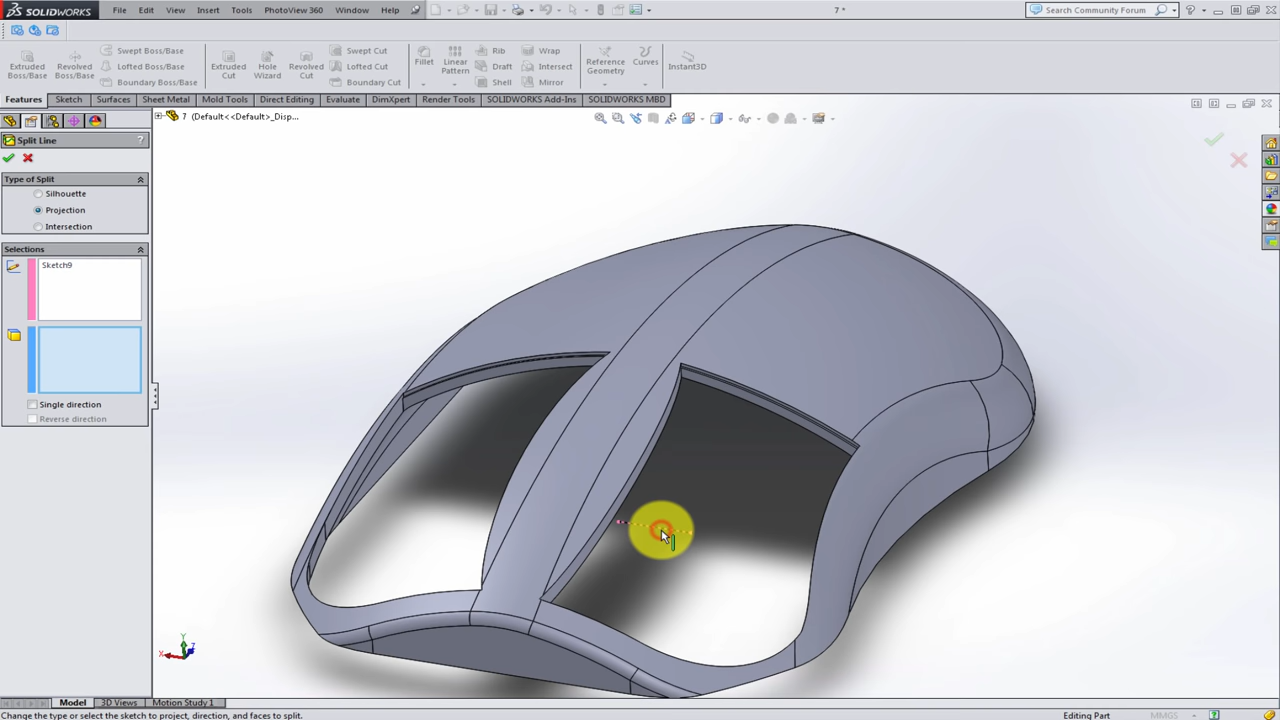 SOLIDWORKS File Edit View Insert Tools PhotoView 360 Window Help 7 * Search Community Forum
Extruded Boss/Base Revolved Boss/Base Swept Boss/Base Lofted Boss/Base Boundary Boss/Base Extruded Cut Hole Wizard Revolved Cut Swept Cut Lofted Cut Boundary Cut Fillet Linear Pattern Rib Draft Shell Wrap Intersect Mirror Reference Geometry Curves Instant3D
Features Sketch Surfaces Sheet Metal Mold Tools Direct Editing Evaluate DimXpert Render Tools SOLIDWORKS Add-Ins SOLIDWORKS MBD
7 (Default<<Default>_Disp...
Split Line ?
Type of Split
Silhouette
Projection
Intersection
Selections
Sketch9
Single direction
Reverse direction
Y
X Z
Model 3D Views Motion Study 1
Change the type or select the sketch to project, direction, and faces to split. Editing Part MMGS ?